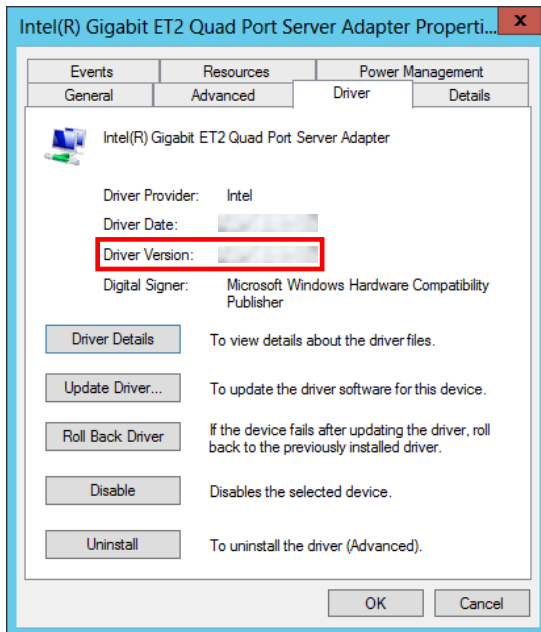 Intel(R) Gigabit ET2 Quad Port Server Adapter Properti...
x
Events
Resources
Power Management
General
Advanced
Driver
Details
Intel(R) Gigabit ET2 Quad Port Server Adapter
Driver Provider: Intel
Driver Date:
Driver Version:
Digital Signer: Microsoft Windows Hardware Compatibility
Publisher
Driver Details To view details about the driver files.
Update Driver... To update the driver software for this device.
Roll Back Driver If the device fails after updating the driver, roll
back to the previously installed driver.
Disable Disables the selected device.
Uninstall To uninstall the driver (Advanced).
OK Cancel